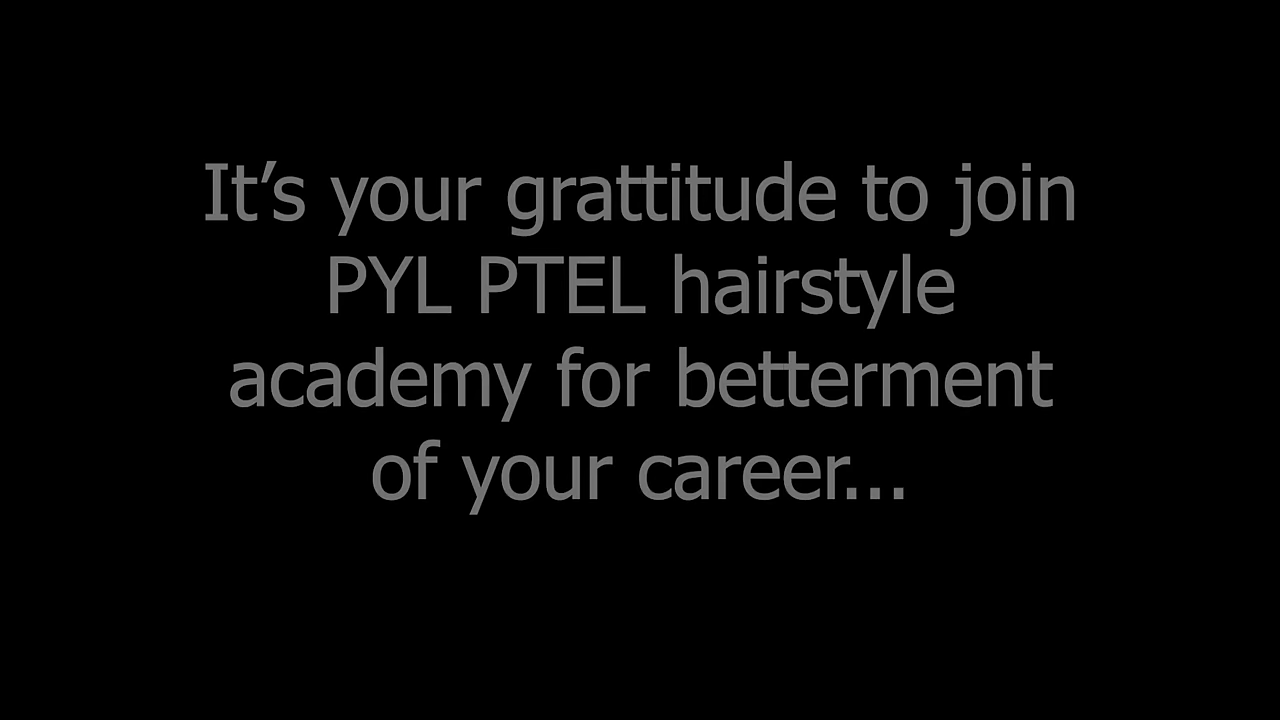 It’s your grattitude to join
PYL PTEL hairstyle
academy for betterment
of your career...